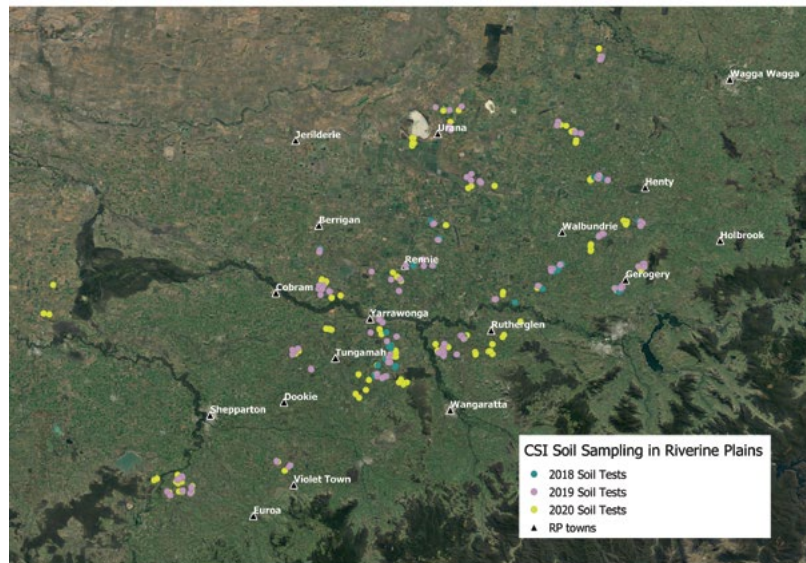 Wagga Wagga
Urana
Jerilderie
Henty
Berrigan
Walbundrie
Holbrook
Rennie
Gerogery
Cobram
Yarrawonga
Rutherglen
Tungamah
Dookie
Wangaratta
Shepparton
Violet Town
Euroa
CSI Soil Sampling in Riverine Plains
2018 Soil Tests
2019 Soil Tests
2020 Soil Tests
RP towns